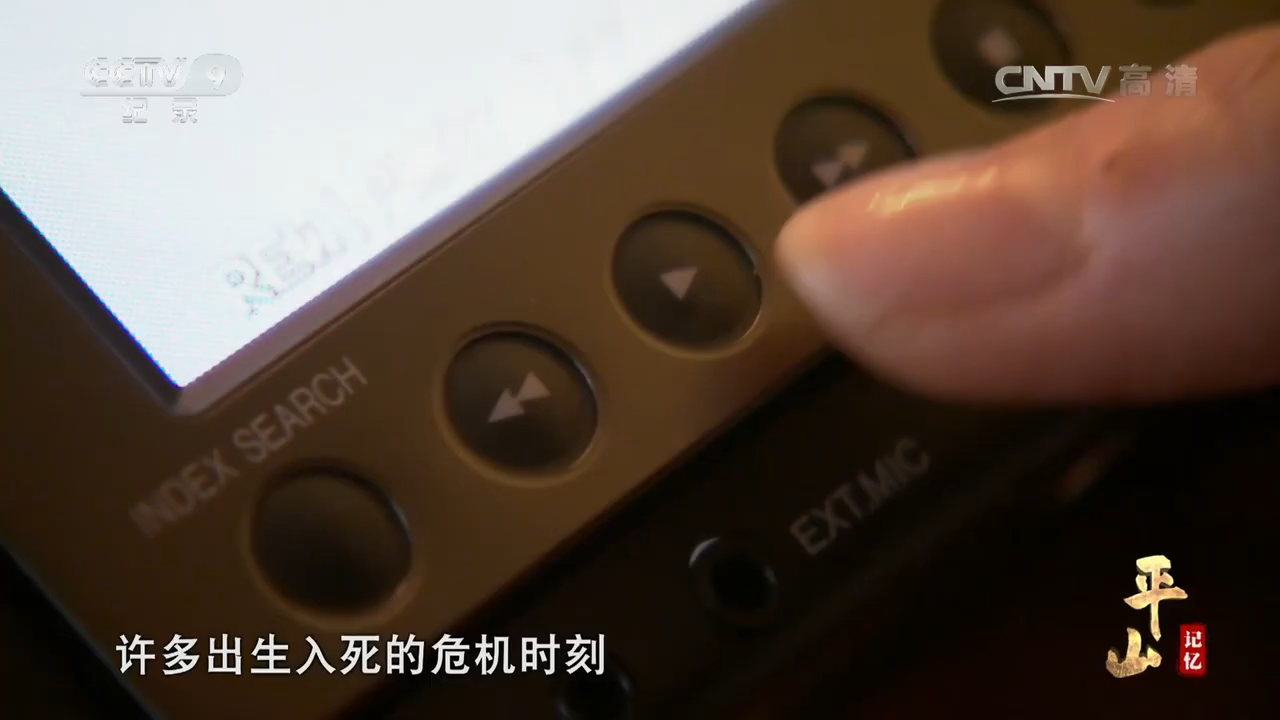 CCTV 9
纪录
CNTV 高清
INDEX SEARCH
EXT.MIC
平山
记忆
许多出生入死的危机时刻